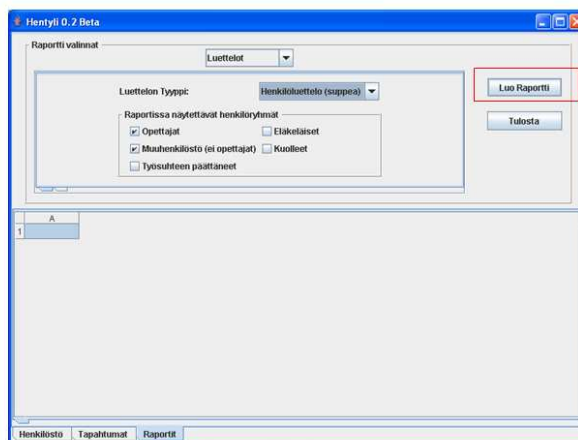 Hentyli 0.2 Beta
Raportti valinnat
Luettelot
Luettelon Tyyppi:
Henkilöluettelo (suppea)
Luo Raportti
Tulosta
Raportissa näytettävät henkilöryhmät
Opettajat
Eläkeläiset
Muuhenkilöstö (ei opettajat)
Kuolleet
Työsuhteen päättäneet
A
1
Henkilöstö
Tapahtumat
Raportit